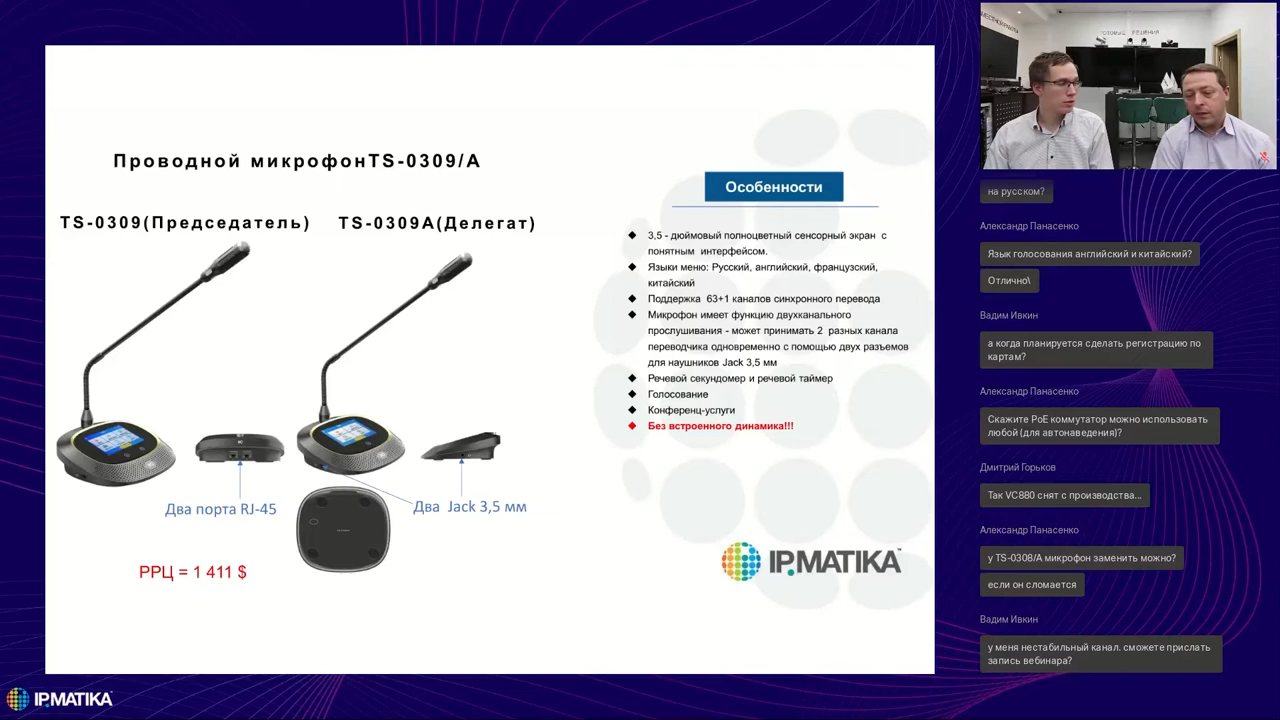 Проводной микрофонTS-0309/A
TS-0309(Председатель)
TS-0309A(Делегат)
Два порта RJ-45
Два Jack 3,5 мм
РРЦ = 1 411 $
Особенности
3,5 - дюймовый полноцветный сенсорный экран с
понятным интерфейсом.
Языки меню: Русский, английский, французский,
китайский
Поддержка 63+1 каналов синхронного перевода
Микрофон имеет функцию двухканального
прослушивания - может принимать 2 разных канала
переводчика одновременно с помощью двух разъемов
для наушников Jack 3,5 мм
Речевой секундомер и речевой таймер
Голосование
Конференц-услуги
Без встроенного динамика!!!
IP.MATIKA™
IP.MATIKA
на русском?
Александр Панасенко
Язык голосования английский и китайский?
Отлично\
Вадим Ивкин
а когда планируется сделать регистрацию по
картам?
Александр Панасенко
Скажите PoE коммутатор можно использовать
любой (для автонаведения)?
Дмитрий Горьков
Так VC880 снят с производства...
Александр Панасенко
у TS-0308/A микрофон заменить можно?
если он сломается
Вадим Ивкин
у меня нестабильный канал. сможете прислать
запись вебинара?